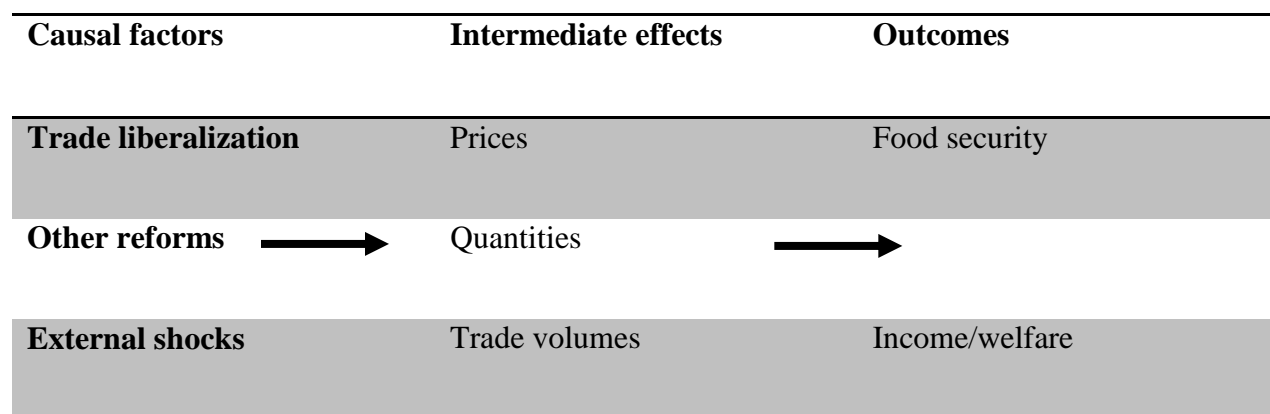 Causal factors Intermediate effects Outcomes
Trade liberalization Prices Food security
Other reforms Quantities
External shocks Trade volumes Income/welfare